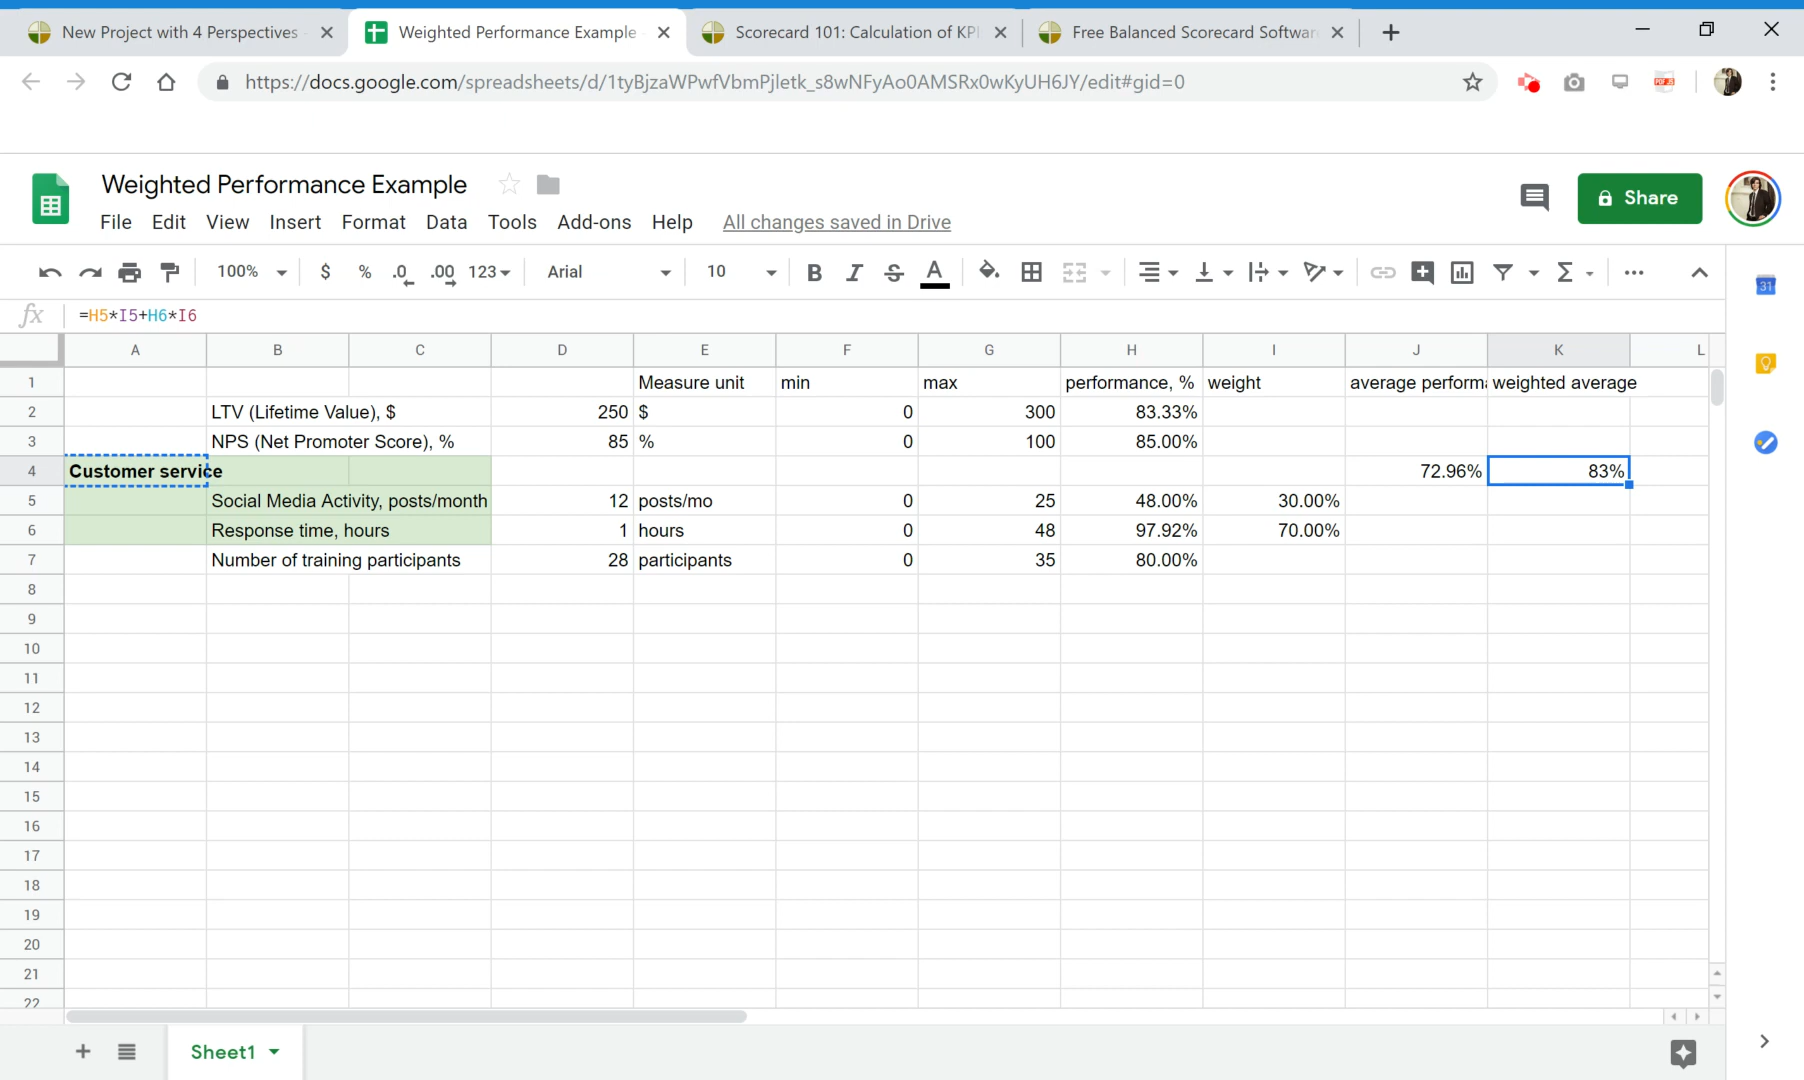 New Project with 4 Perspectives
Weighted Performance Example
Scorecard 101: Calculation of KPI
Free Balanced Scorecard Softwar
https://docs.google.com/spreadsheets/d/1tyBjzaWPwfVbmPjletk_s8wNFyAo0AMSRx0wKyUH6JY/edit#gid=0
Weighted Performance Example
Share
File Edit View Insert Format Data Tools Add-ons Help All changes saved in Drive
100% $ % .0 .00 123 Arial 10 B I S A Σ
31
fx =H5*I5+H6*I6
A B C D E F G H I J K L
1 Measure unit min max performance, % weight average performa weighted average
2 LTV (Lifetime Value), $ 250 $ 0 300 83.33%
3 NPS (Net Promoter Score), % 85 % 0 100 85.00%
4 Customer service 72.96% 83%
5 Social Media Activity, posts/month 12 posts/mo 0 25 48.00% 30.00%
6 Response time, hours 1 hours 0 48 97.92% 70.00%
7 Number of training participants 28 participants 0 35 80.00%
8
9
10
11
12
13
14
15
16
17
18
19
20
21
22
Sheet1